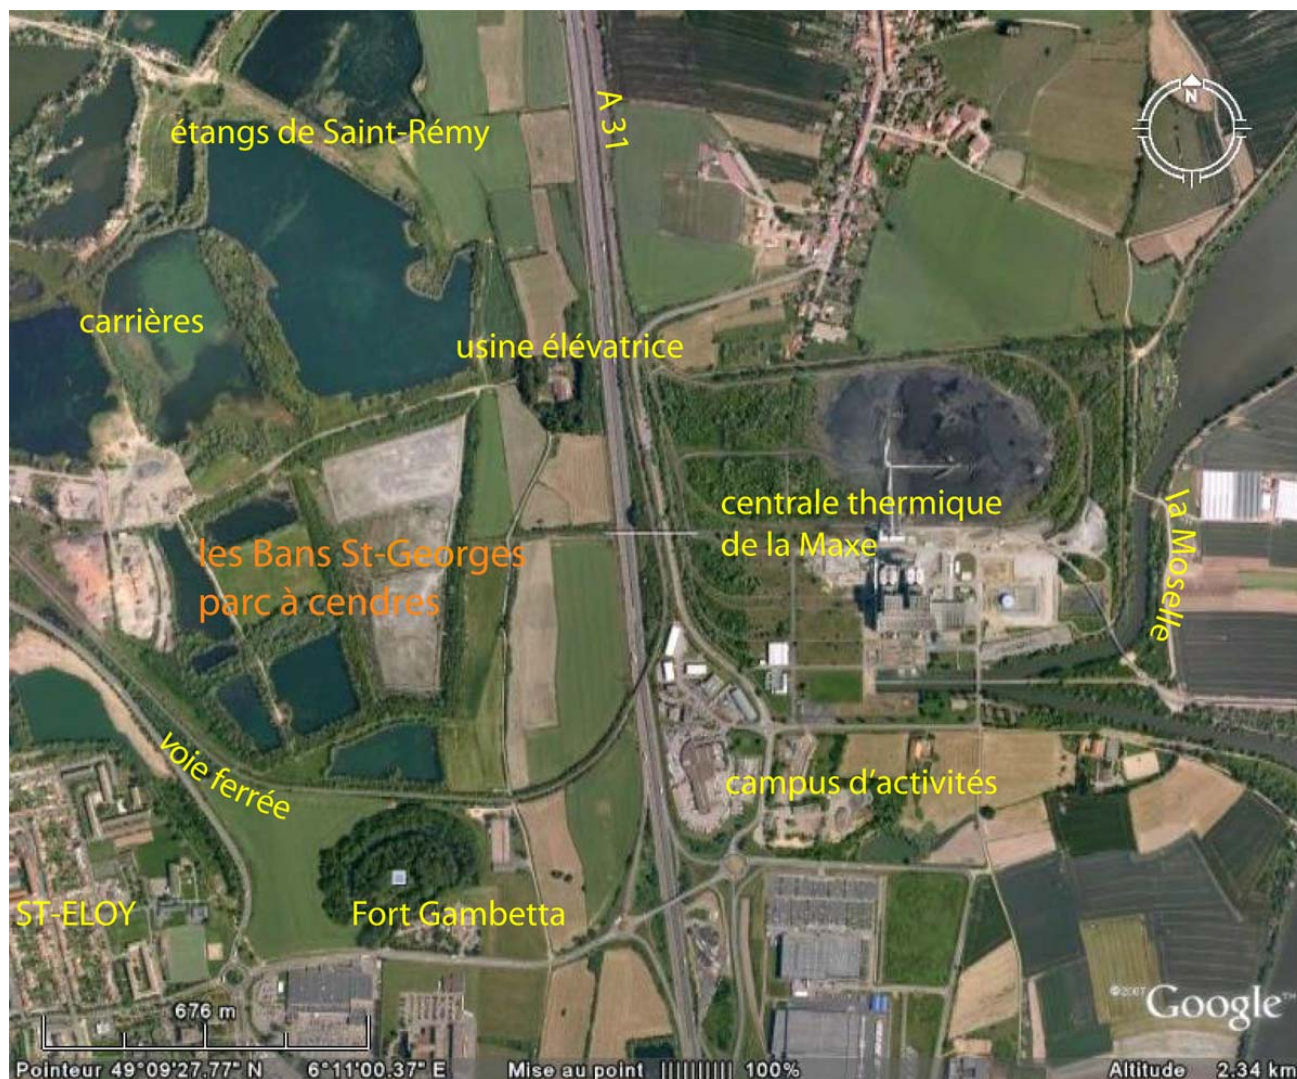 A 31
N
étangs de Saint-Rémy
carrières
usine élévatrice
centrale thermique
de la Maxe
la Moselle
les Bans St-Georges
parc à cendres
voie ferrée
campus d'activités
ST-ELOY
Fort Gambetta
©2007 Google™
676 m
Pointeur 49°09'27.77" N 6°11'00.37" E Mise au point |||||||||| 100% Altitude 2.34 km